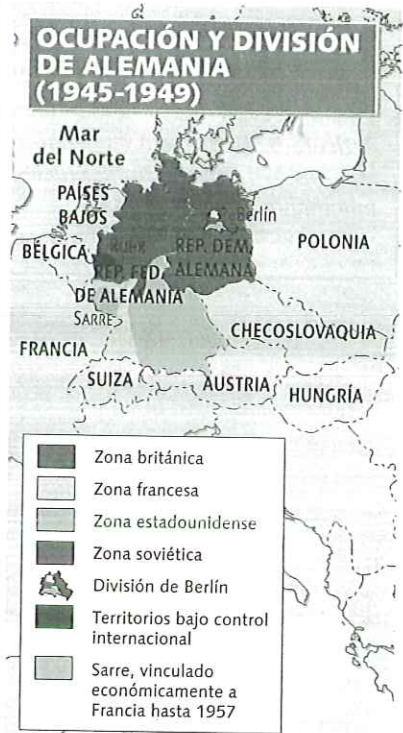 OCUPACIÓN Y DIVISIÓN
DE ALEMANIA
(1945-1949)
Mar
del Norte
PAÍSES
BAJOS
Berlín
BÉLGICA
RUHR
REP. DEM.
ALEMANA
POLONIA
REP. FED.
DE ALEMANIA
SARRE
CHECOSLOVAQUIA
FRANCIA
SUIZA
AUSTRIA
HUNGRÍA
Zona británica
Zona francesa
Zona estadounidense
Zona soviética
División de Berlín
Territorios bajo control
internacional
Sarre, vinculado
económicamente a
Francia hasta 1957